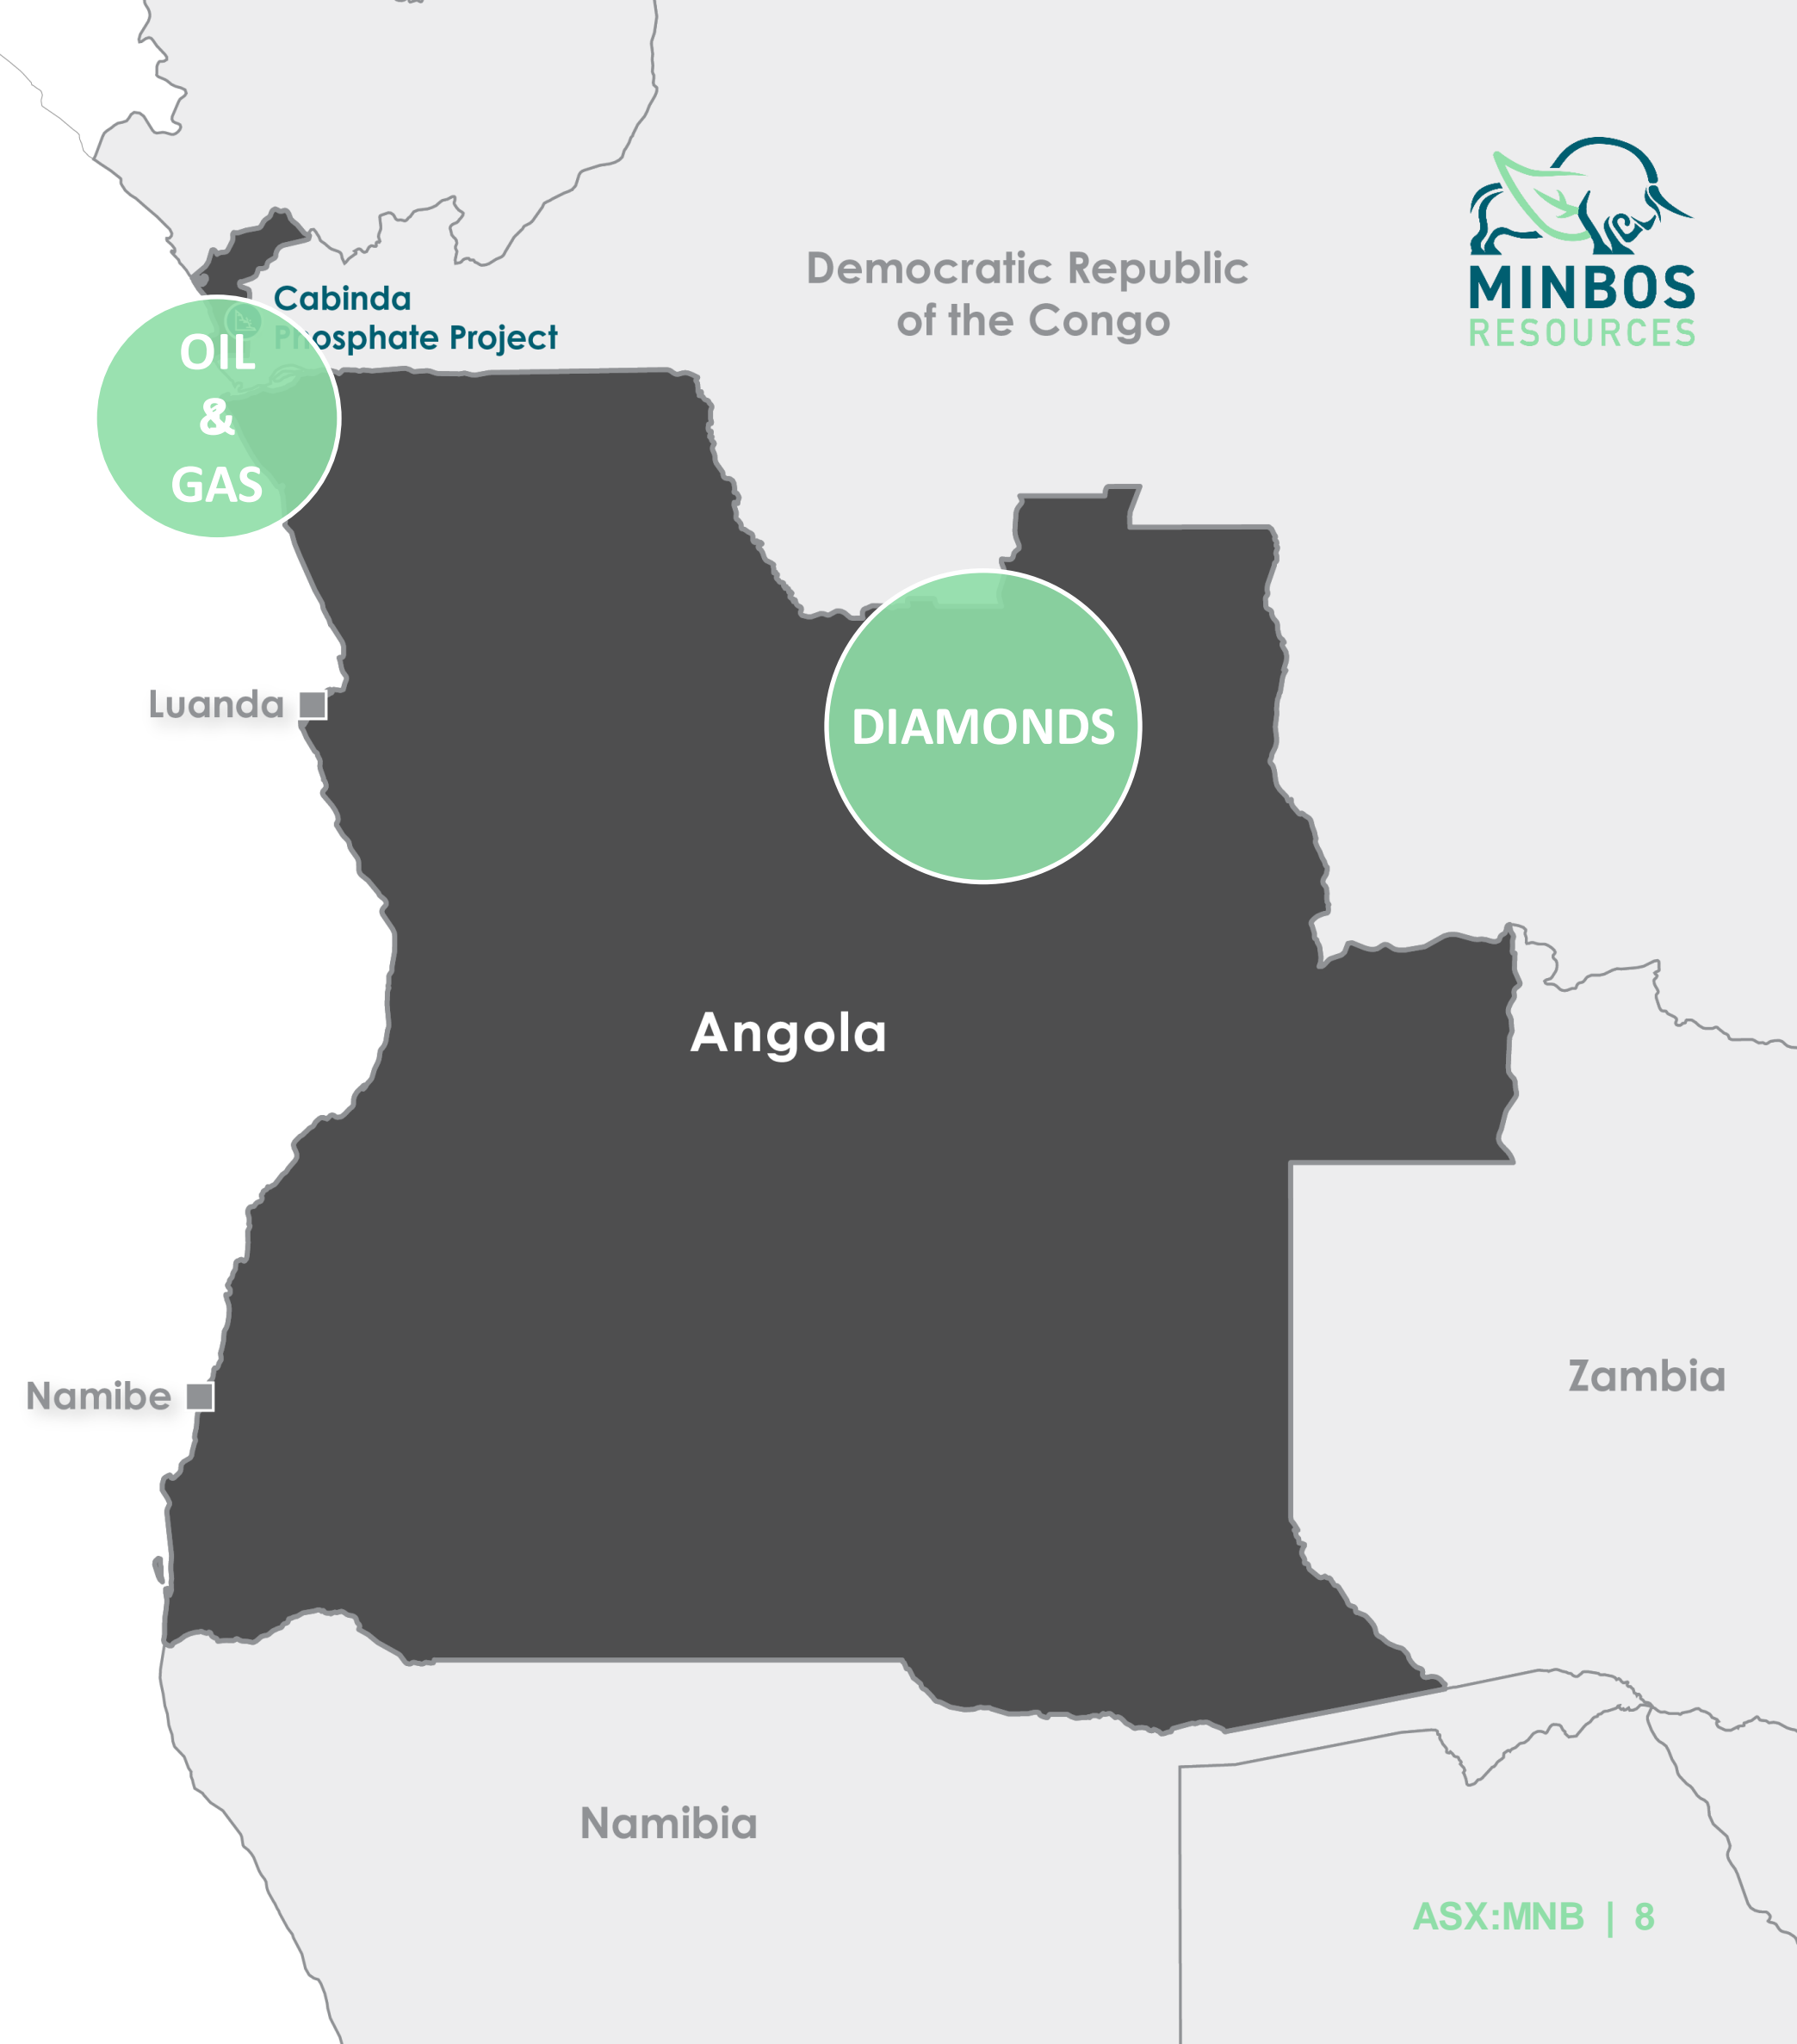 MINBOS
RESOURCES
Democratic Republic
of the Congo
Cabinda
Phosphate Project
OIL
&
GAS
Luanda
DIAMONDS
Angola
Namibe
Zambia
Namibia
ASX:MNB | 8